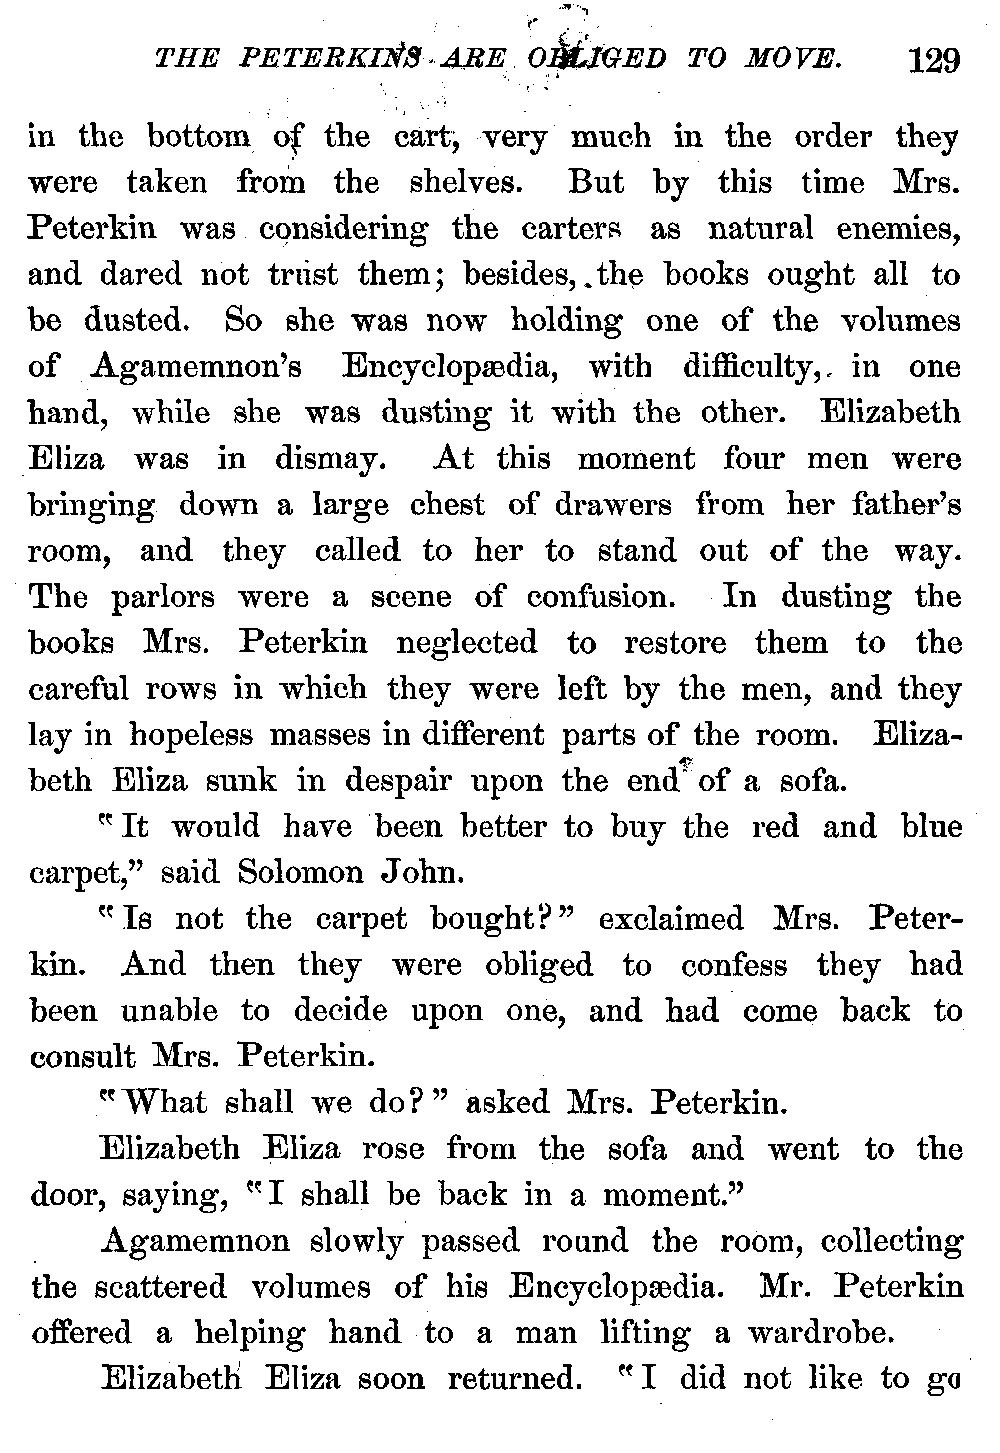 THE PETERKINS ARE OBLIGED TO MOVE. 129
in the bottom of the cart, very much in the order they
were taken from the shelves. But by this time Mrs.
Peterkin was considering the carters as natural enemies,
and dared not trust them; besides, the books ought all to
be dusted. So she was now holding one of the volumes
of Agamemnon's Encyclopædia, with difficulty, in one
hand, while she was dusting it with the other. Elizabeth
Eliza was in dismay. At this moment four men were
bringing down a large chest of drawers from her father's
room, and they called to her to stand out of the way.
The parlors were a scene of confusion. In dusting the
books Mrs. Peterkin neglected to restore them to the
careful rows in which they were left by the men, and they
lay in hopeless masses in different parts of the room. Eliza-
beth Eliza sunk in despair upon the end of a sofa.
"It would have been better to buy the red and blue
carpet," said Solomon John.
"Is not the carpet bought?" exclaimed Mrs. Peter-
kin. And then they were obliged to confess they had
been unable to decide upon one, and had come back to
consult Mrs. Peterkin.
"What shall we do?" asked Mrs. Peterkin.
Elizabeth Eliza rose from the sofa and went to the
door, saying, "I shall be back in a moment."
Agamemnon slowly passed round the room, collecting
the scattered volumes of his Encyclopædia. Mr. Peterkin
offered a helping hand to a man lifting a wardrobe.
Elizabeth Eliza soon returned. "I did not like to go